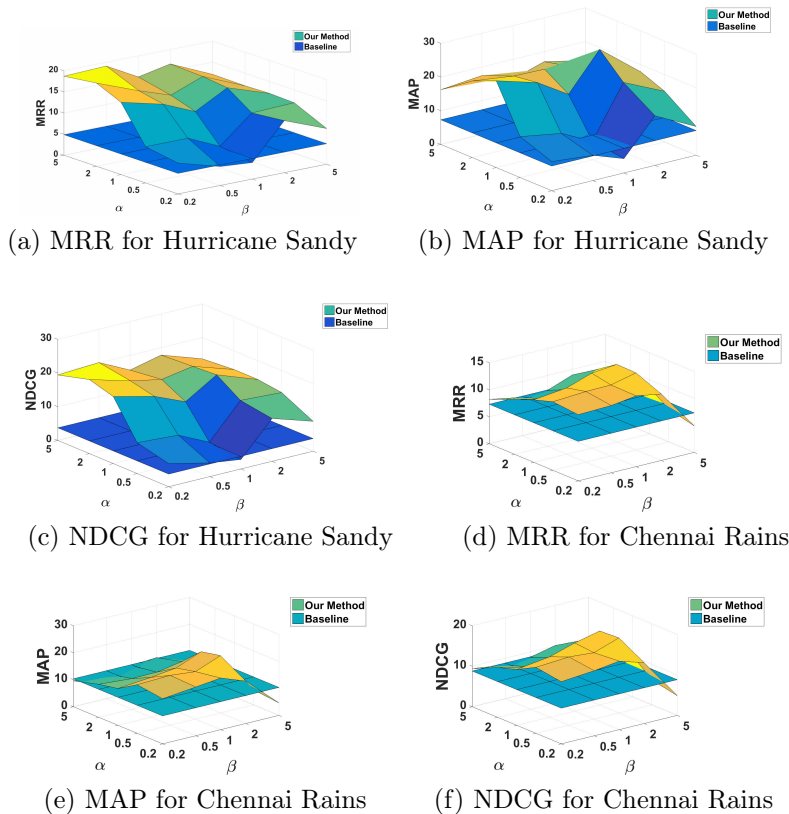 Our Method
Baseline
MRR
20
15
10
5
0
5
2
1
0.5
0.2
0.2
0.5
1
2
5
α
β
(a) MRR for Hurricane Sandy
Our Method
Baseline
MAP
30
20
10
0
5
2
1
0.5
0.2
0.2
0.5
1
2
5
α
β
(b) MAP for Hurricane Sandy
Our Method
Baseline
NDCG
30
20
10
0
5
2
1
0.5
0.2
0.2
0.5
1
2
5
α
β
(c) NDCG for Hurricane Sandy
Our Method
Baseline
MRR
15
10
5
0
5
2
1
0.5
0.2
0.2
0.5
1
2
5
α
β
(d) MRR for Chennai Rains
Our Method
Baseline
MAP
30
20
10
0
5
2
1
0.5
0.2
0.2
0.5
1
2
5
α
β
(e) MAP for Chennai Rains
Our Method
Baseline
NDCG
20
10
0
5
2
1
0.5
0.2
0.2
0.5
1
2
5
α
β
(f) NDCG for Chennai Rains